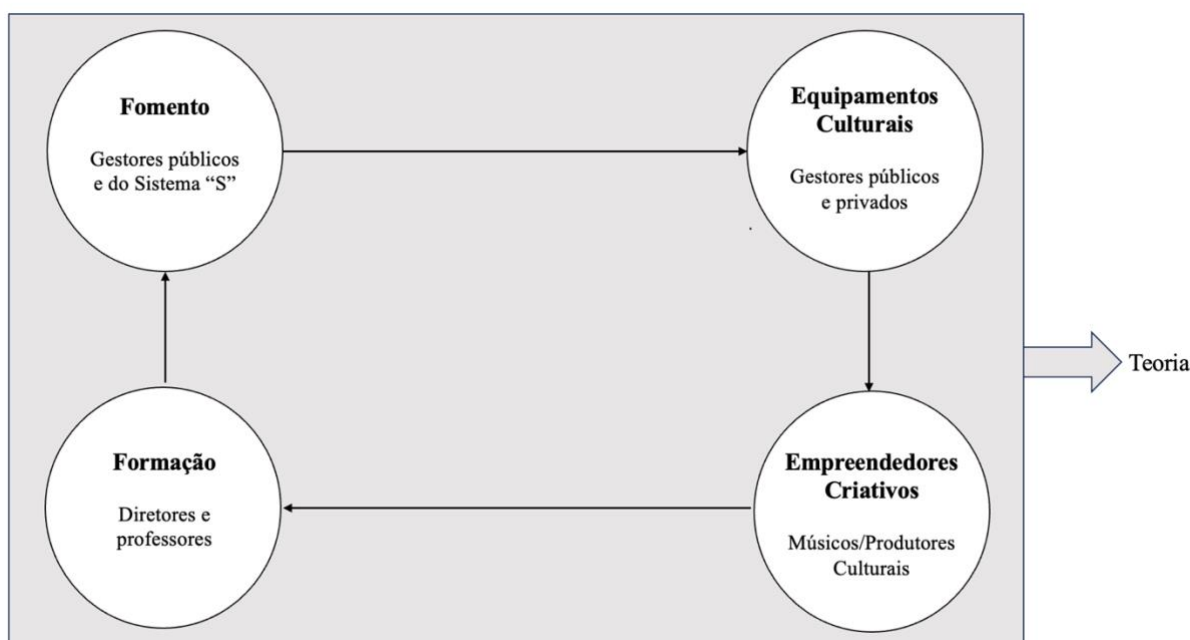 Fomento
Gestores públicos
e do Sistema “S”
Equipamentos
Culturais
Gestores públicos
e privados
Teoria
Formação
Diretores e
professores
Empreendedores
Criativos
Músicos/Produtores
Culturais